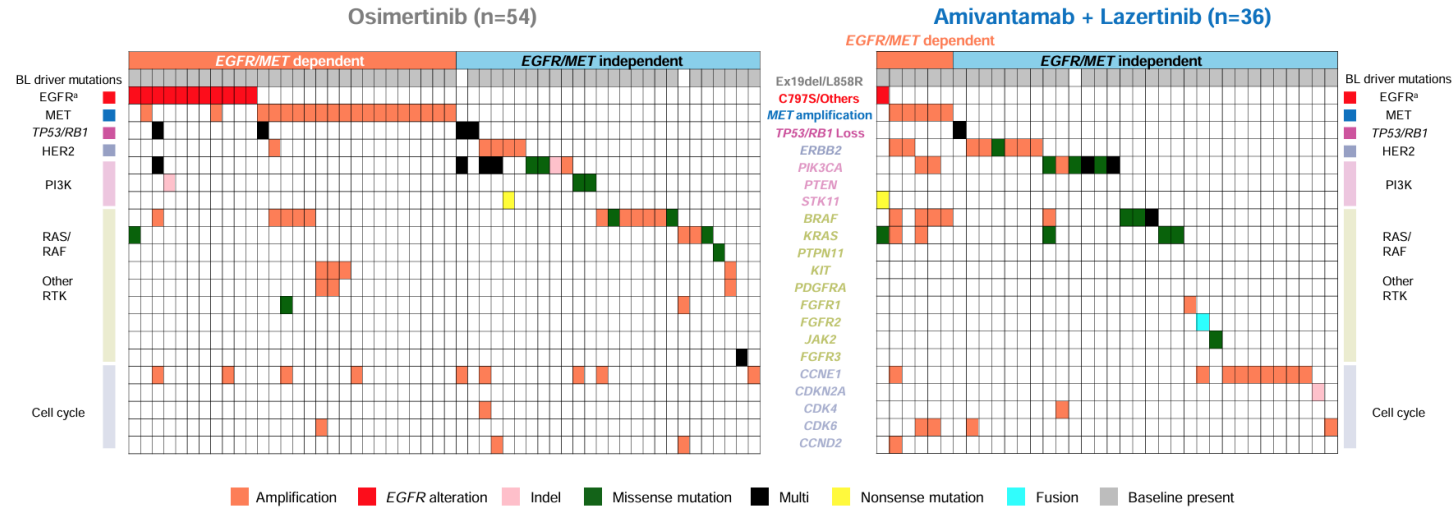 Osimertinib (n=54)
Amivantamab + Lazertinib (n=36)
EGFR/MET dependent
EGFR/MET dependent
EGFR/MET independent
EGFR/MET independent
BL driver mutations
Ex19del/L858R
BL driver mutations
EGFRᵃ
C797S/Others
EGFRᵃ
MET
MET amplification
MET
TP53/RB1
TP53/RB1 Loss
TP53/RB1
HER2
ERBB2
HER2
PIK3CA
PI3K
PTEN
PI3K
STK11
BRAF
RAS/
RAF
KRAS
RAS/
RAF
PTPN11
Other
RTK
KIT
Other
RTK
PDGFRA
FGFR1
FGFR2
JAK2
FGFR3
CCNE1
CDKN2A
Cell cycle
CDK4
Cell cycle
CDK6
CCND2
Amplification
EGFR alteration
Indel
Missense mutation
Multi
Nonsense mutation
Fusion
Baseline present